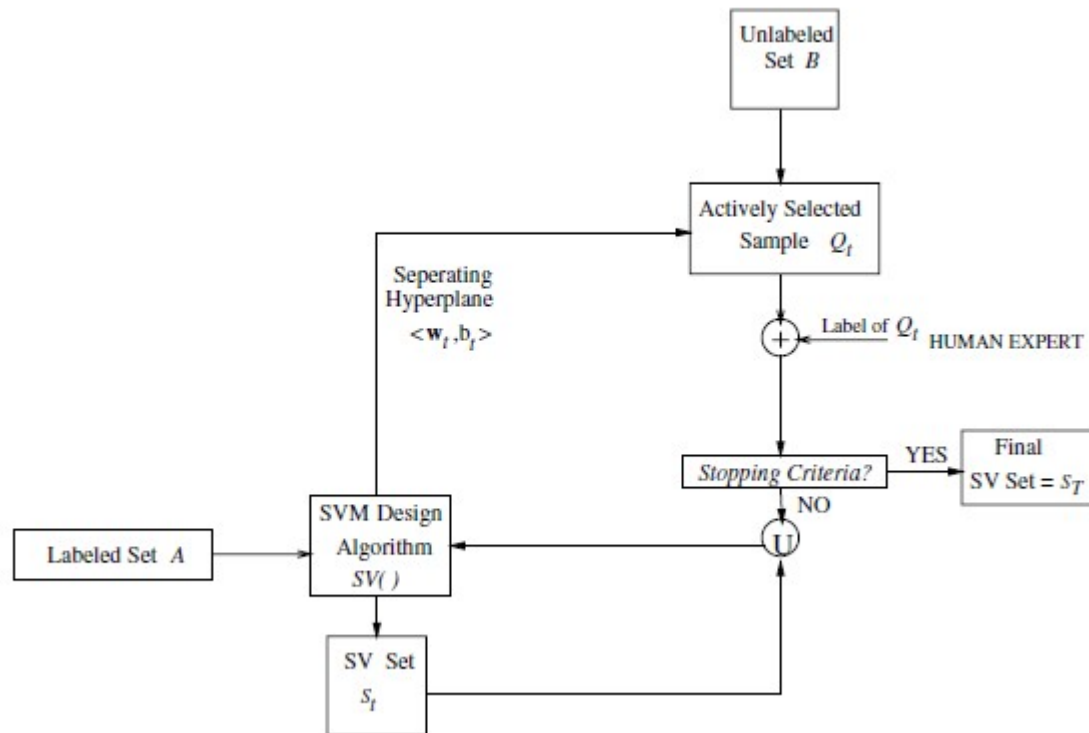 Unlabeled
Set B
Actively Selected
Sample Q_t
Seperating
Hyperplane
<w_t ,b_t>
+
Label of Q_t
HUMAN EXPERT
Stopping Criteria?
YES
Final
SV Set = S_T
NO
SVM Design
Algorithm
SV( )
U
Labeled Set A
SV Set
S_t